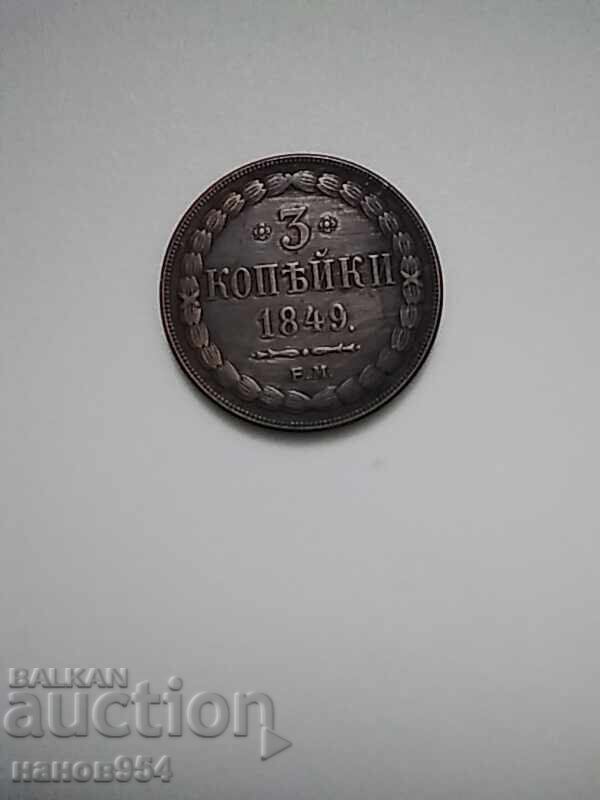 3
КОПѢЙКИ
1849.
Е.М.
BALKAN
auction
нанов954